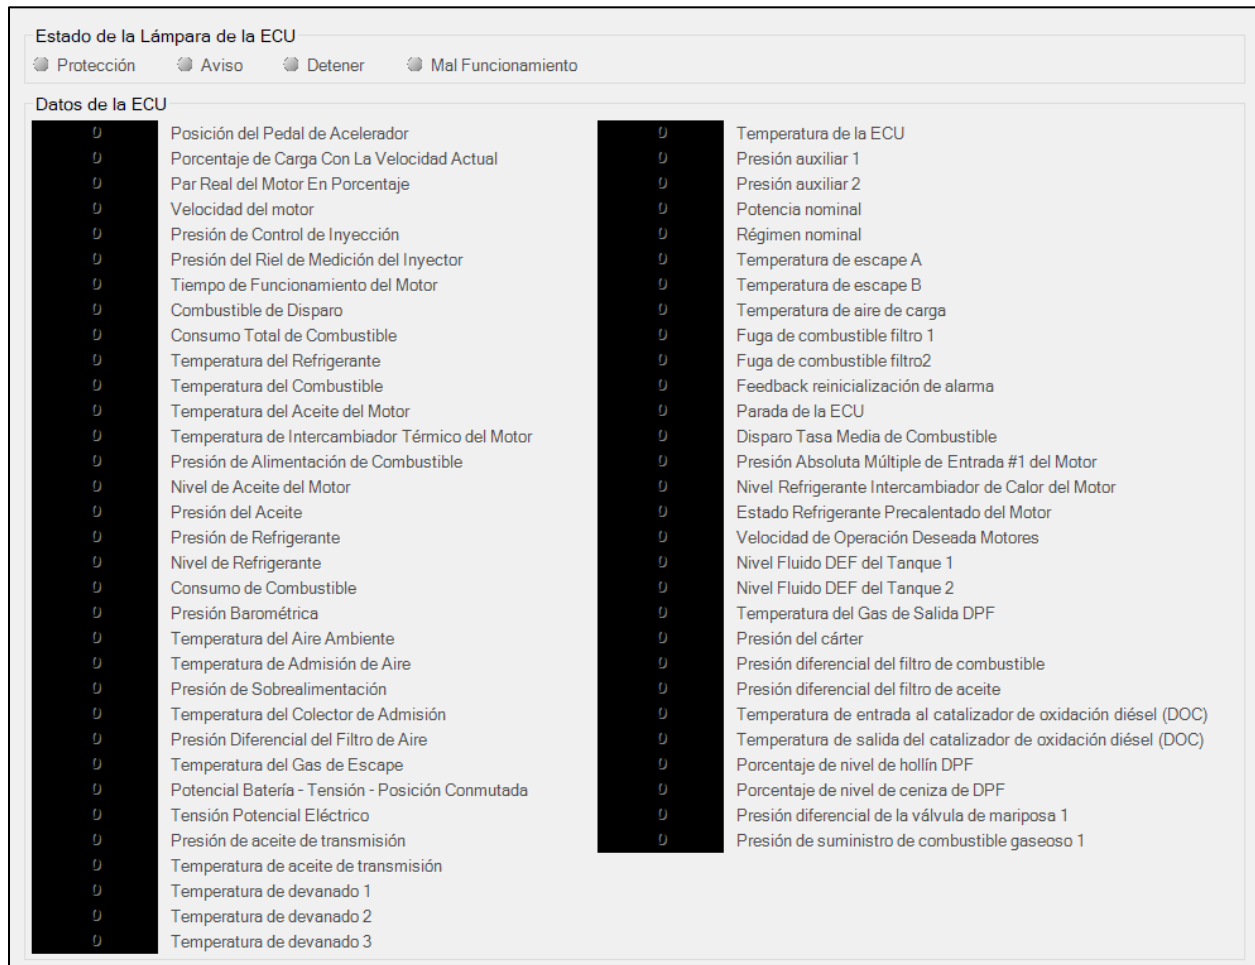 Estado de la Lámpara de la ECU
Protección Aviso Detener Mal Funcionamiento
Datos de la ECU
0 Posición del Pedal de Acelerador
0 Porcentaje de Carga Con La Velocidad Actual
0 Par Real del Motor En Porcentaje
0 Velocidad del motor
0 Presión de Control de Inyección
0 Presión del Riel de Medición del Inyector
0 Tiempo de Funcionamiento del Motor
0 Combustible de Disparo
0 Consumo Total de Combustible
0 Temperatura del Refrigerante
0 Temperatura del Combustible
0 Temperatura del Aceite del Motor
0 Temperatura de Intercambiador Térmico del Motor
0 Presión de Alimentación de Combustible
0 Nivel de Aceite del Motor
0 Presión del Aceite
0 Presión de Refrigerante
0 Nivel de Refrigerante
0 Consumo de Combustible
0 Presión Barométrica
0 Temperatura del Aire Ambiente
0 Temperatura de Admisión de Aire
0 Presión de Sobrealimentación
0 Temperatura del Colector de Admisión
0 Presión Diferencial del Filtro de Aire
0 Temperatura del Gas de Escape
0 Potencial Batería - Tensión - Posición Conmutada
0 Tensión Potencial Eléctrico
0 Presión de aceite de transmisión
0 Temperatura de aceite de transmisión
0 Temperatura de devanado 1
0 Temperatura de devanado 2
0 Temperatura de devanado 3
0 Temperatura de la ECU
0 Presión auxiliar 1
0 Presión auxiliar 2
0 Potencia nominal
0 Régimen nominal
0 Temperatura de escape A
0 Temperatura de escape B
0 Temperatura de aire de carga
0 Fuga de combustible filtro 1
0 Fuga de combustible filtro2
0 Feedback reinicialización de alarma
0 Parada de la ECU
0 Disparo Tasa Media de Combustible
0 Presión Absoluta Múltiple de Entrada #1 del Motor
0 Nivel Refrigerante Intercambiador de Calor del Motor
0 Estado Refrigerante Precalentado del Motor
0 Velocidad de Operación Deseada Motores
0 Nivel Fluido DEF del Tanque 1
0 Nivel Fluido DEF del Tanque 2
0 Temperatura del Gas de Salida DPF
0 Presión del cárter
0 Presión diferencial del filtro de combustible
0 Presión diferencial del filtro de aceite
0 Temperatura de entrada al catalizador de oxidación diésel (DOC)
0 Temperatura de salida del catalizador de oxidación diésel (DOC)
0 Porcentaje de nivel de hollín DPF
0 Porcentaje de nivel de ceniza de DPF
0 Presión diferencial de la válvula de mariposa 1
0 Presión de suministro de combustible gaseoso 1